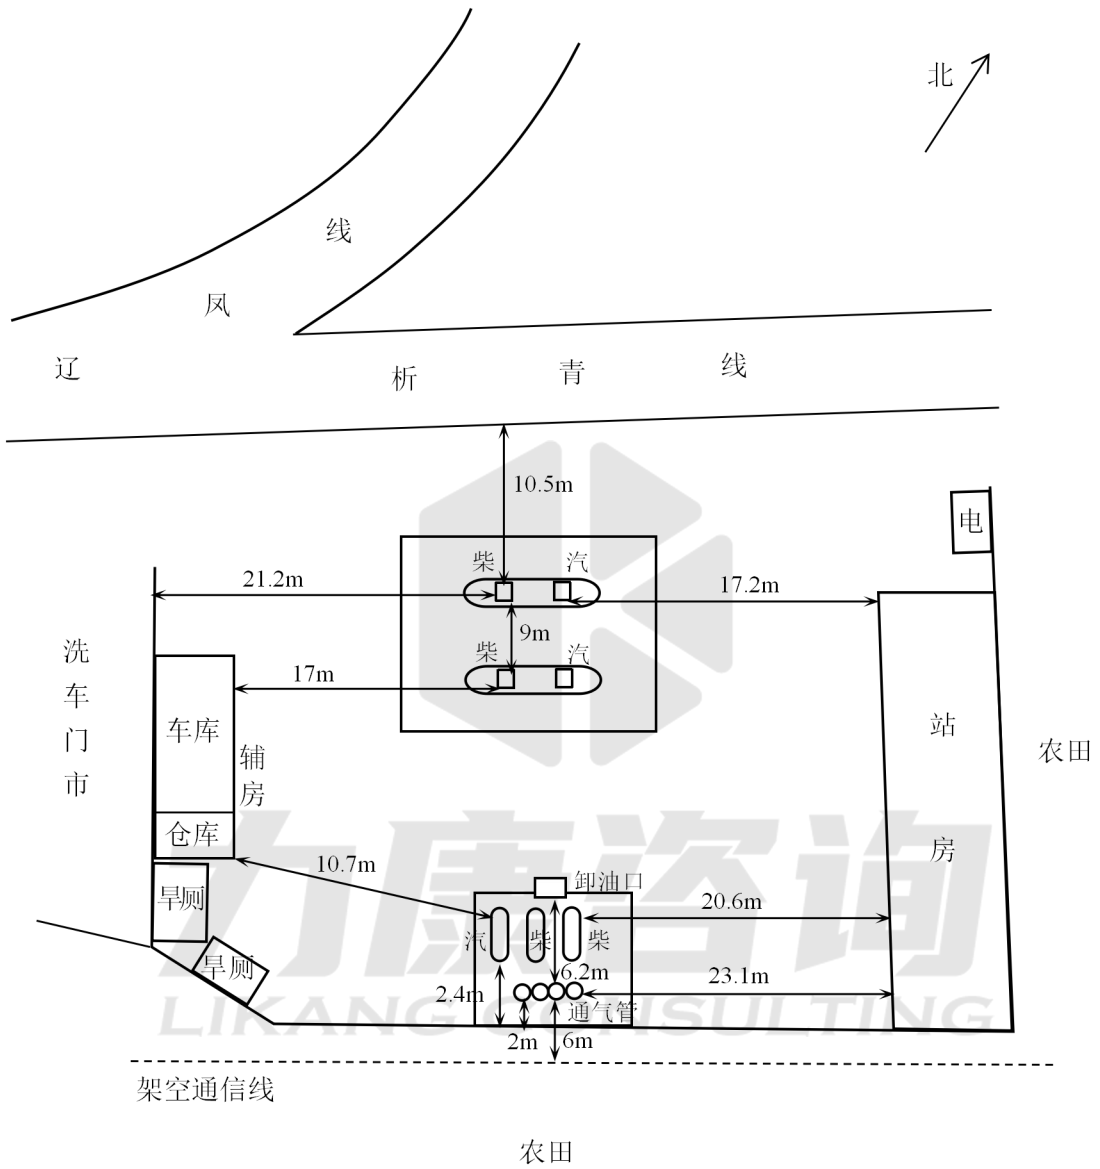 北
辽凤线
析青线
10.5m
电
柴
汽
21.2m
17.2m
9m
柴
汽
17m
洗车门市
车库
辅房
仓库
站房
农田
10.7m
旱厕
旱厕
卸油口
汽
柴
柴
20.6m
6.2m
2.4m
23.1m
通气管
2m
6m
架空通信线
农田
力康咨询
LIKANG CONSULTING